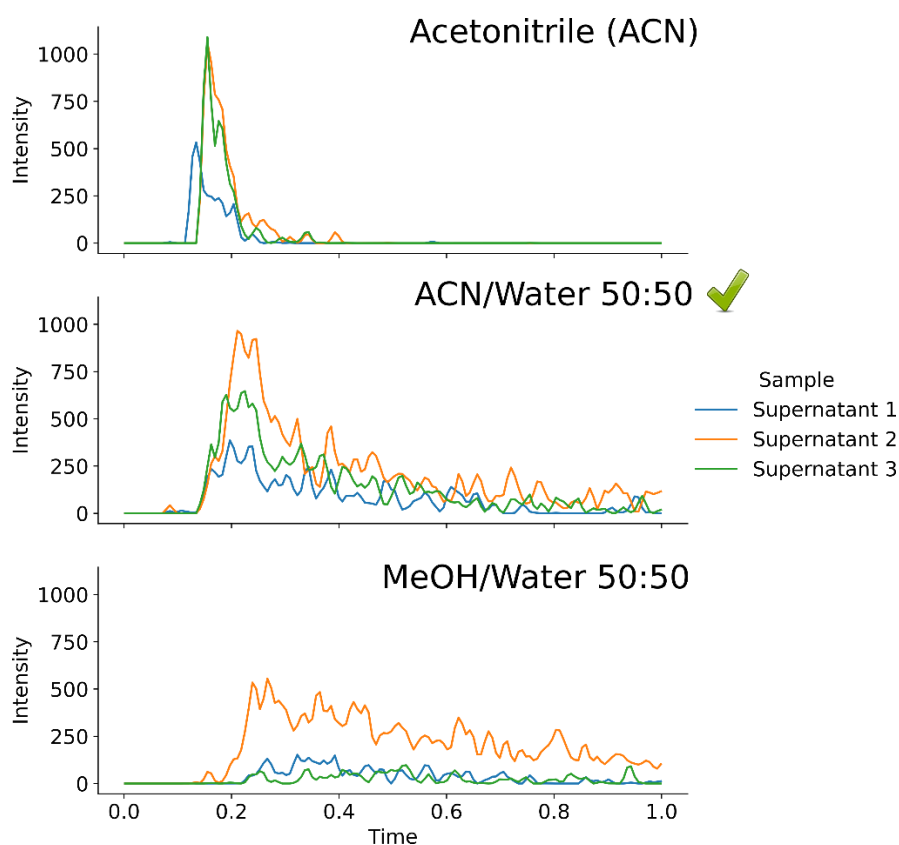 Acetonitrile (ACN)
1000
750
500
250
0
Intensity
ACN/Water 50:50
1000
750
500
250
0
Intensity
Sample
Supernatant 1
Supernatant 2
Supernatant 3
MeOH/Water 50:50
1000
750
500
250
0
Intensity
0.0 0.2 0.4 0.6 0.8 1.0
Time